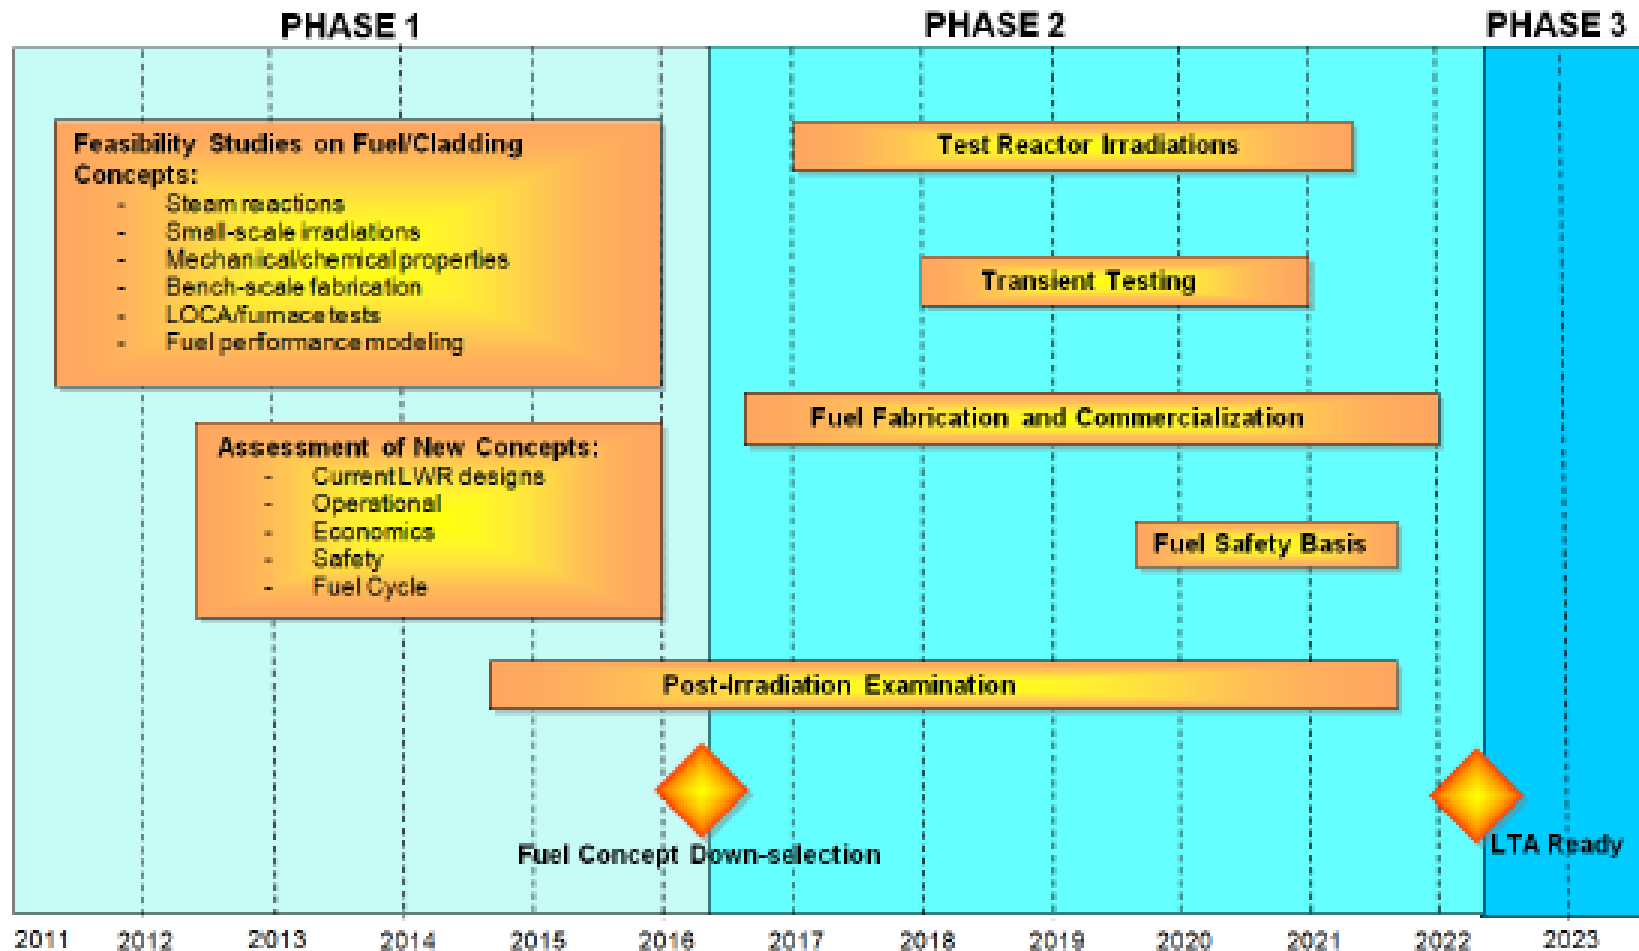 PHASE 1
PHASE 2
PHASE 3
Feasibility Studies on Fuel/Cladding
Concepts:
- Steam reactions
- Small-scale irradiations
- Mechanical/chemical properties
- Bench-scale fabrication
- LOCA/furnace tests
- Fuel performance modeling
Test Reactor Irradiations
Transient Testing
Fuel Fabrication and Commercialization
Assessment of New Concepts:
- Current LWR designs
- Operational
- Economics
- Safety
- Fuel Cycle
Fuel Safety Basis
Post-Irradiation Examination
Fuel Concept Down-selection
LTA Ready
2011 2012 2013 2014 2015 2016 2017 2018 2019 2020 2021 2022 2023